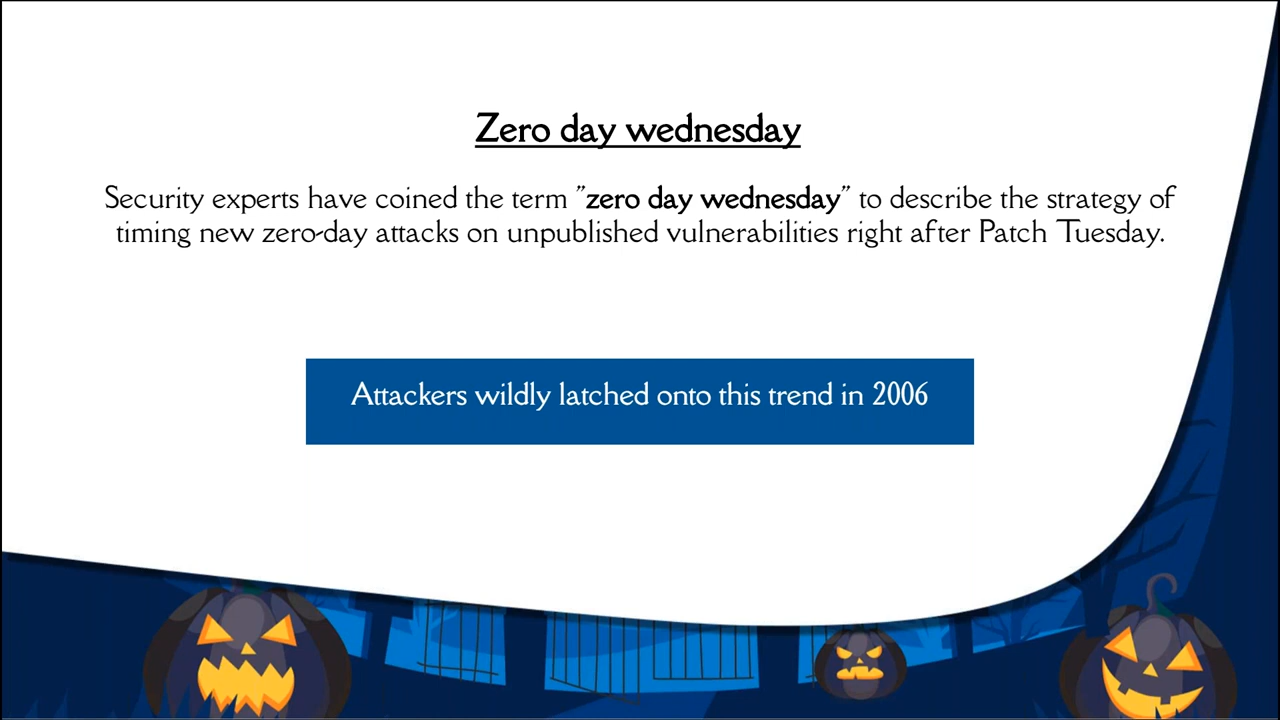 Zero day wednesday
Security experts have coined the term "zero day wednesday" to describe the strategy of
timing new zero-day attacks on unpublished vulnerabilities right after Patch Tuesday.
Attackers wildly latched onto this trend in 2006